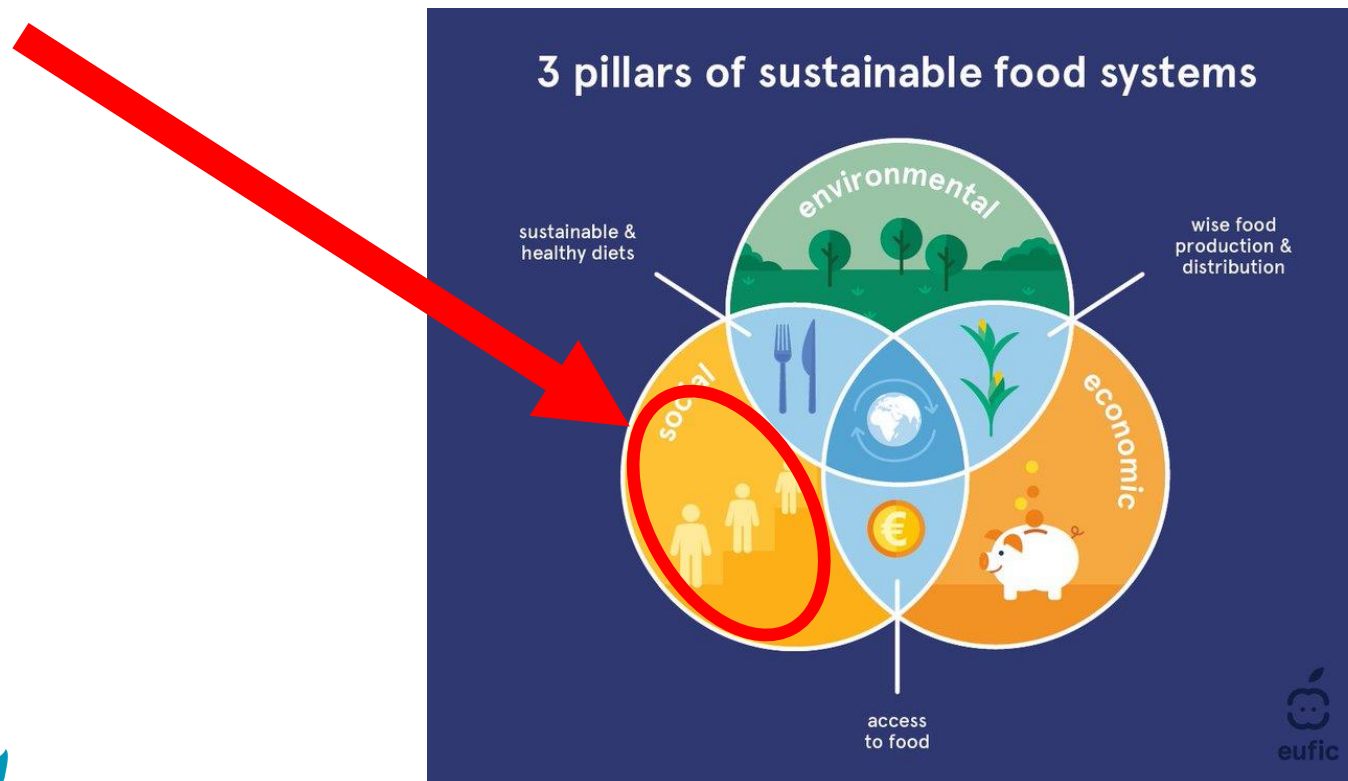 3 pillars of sustainable food systems
environmental
sustainable &
healthy diets
wise food
production &
distribution
social
economic
€
access
to food
eufic